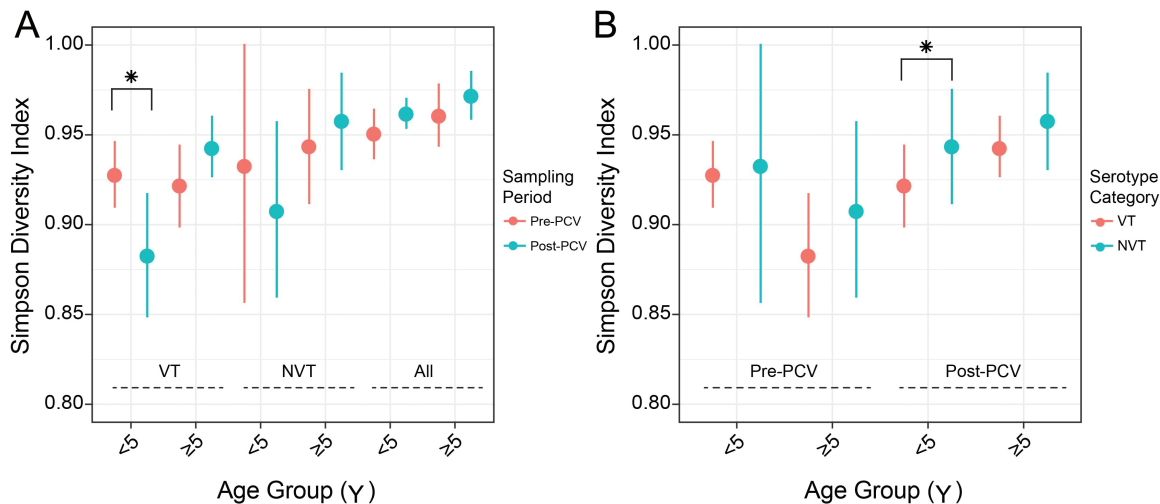 A
Simpson Diversity Index
1.00
0.95
0.90
0.85
0.80
*
VT
NVT
All
<5
≥5
<5
≥5
<5
≥5
Age Group (Y)
Sampling
Period
Pre-PCV
Post-PCV
B
Simpson Diversity Index
1.00
0.95
0.90
0.85
0.80
*
Pre-PCV
Post-PCV
<5
≥5
<5
≥5
Age Group (Y)
Serotype
Category
VT
NVT